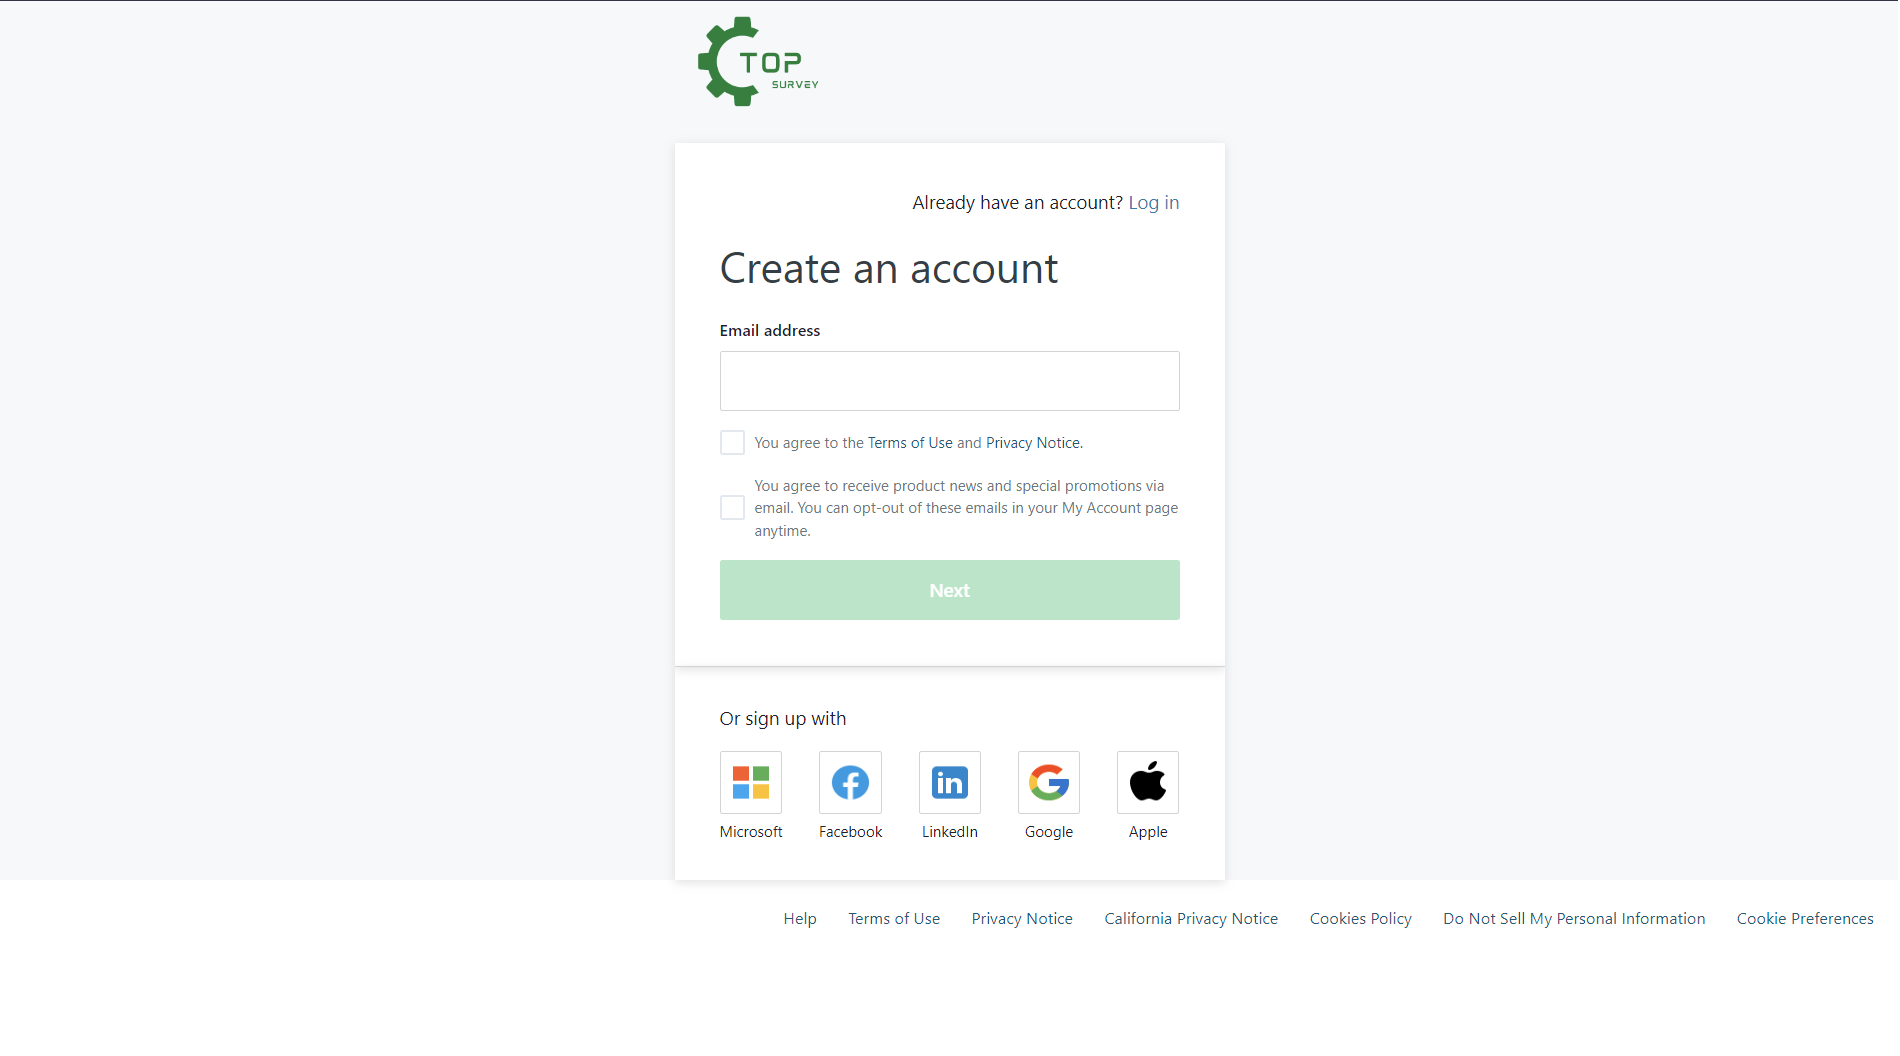 TOP
SURVEY
Already have an account? Log in
Create an account
Email address
You agree to the Terms of Use and Privacy Notice.
You agree to receive product news and special promotions via
email. You can opt-out of these emails in your My Account page
anytime.
Next
Or sign up with
in
Microsoft Facebook LinkedIn Google Apple
Help Terms of Use Privacy Notice California Privacy Notice Cookies Policy Do Not Sell My Personal Information Cookie Preferences